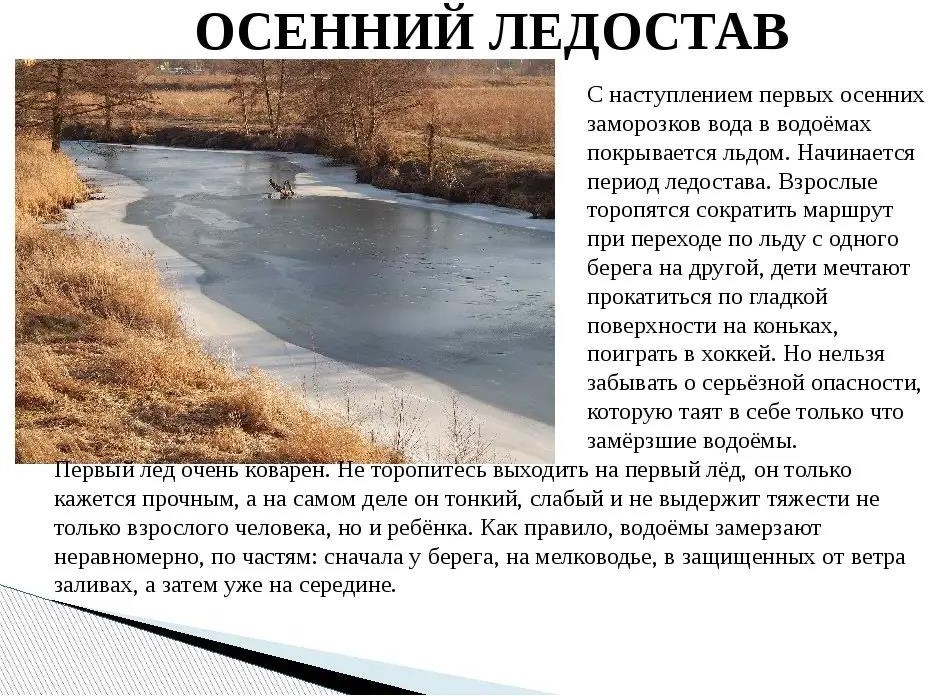 ОСЕННИЙ ЛЕДОСТАВ
С наступлением первых осенних
заморозков вода в водоёмах
покрывается льдом. Начинается
период ледостава. Взрослые
торопятся сократить маршрут
при переходе по льду с одного
берега на другой, дети мечтают
прокатиться по гладкой
поверхности на коньках,
поиграть в хоккей. Но нельзя
забывать о серьёзной опасности,
которую таят в себе только что
замёрзшие водоёмы.
Первый лёд очень коварен. Не торопитесь выходить на первый лёд, он только
кажется прочным, а на самом деле он тонкий, слабый и не выдержит тяжести не
только взрослого человека, но и ребёнка. Как правило, водоёмы замерзают
неравномерно, по частям: сначала у берега, на мелководье, в защищенных от ветра
заливах, а затем уже на середине.